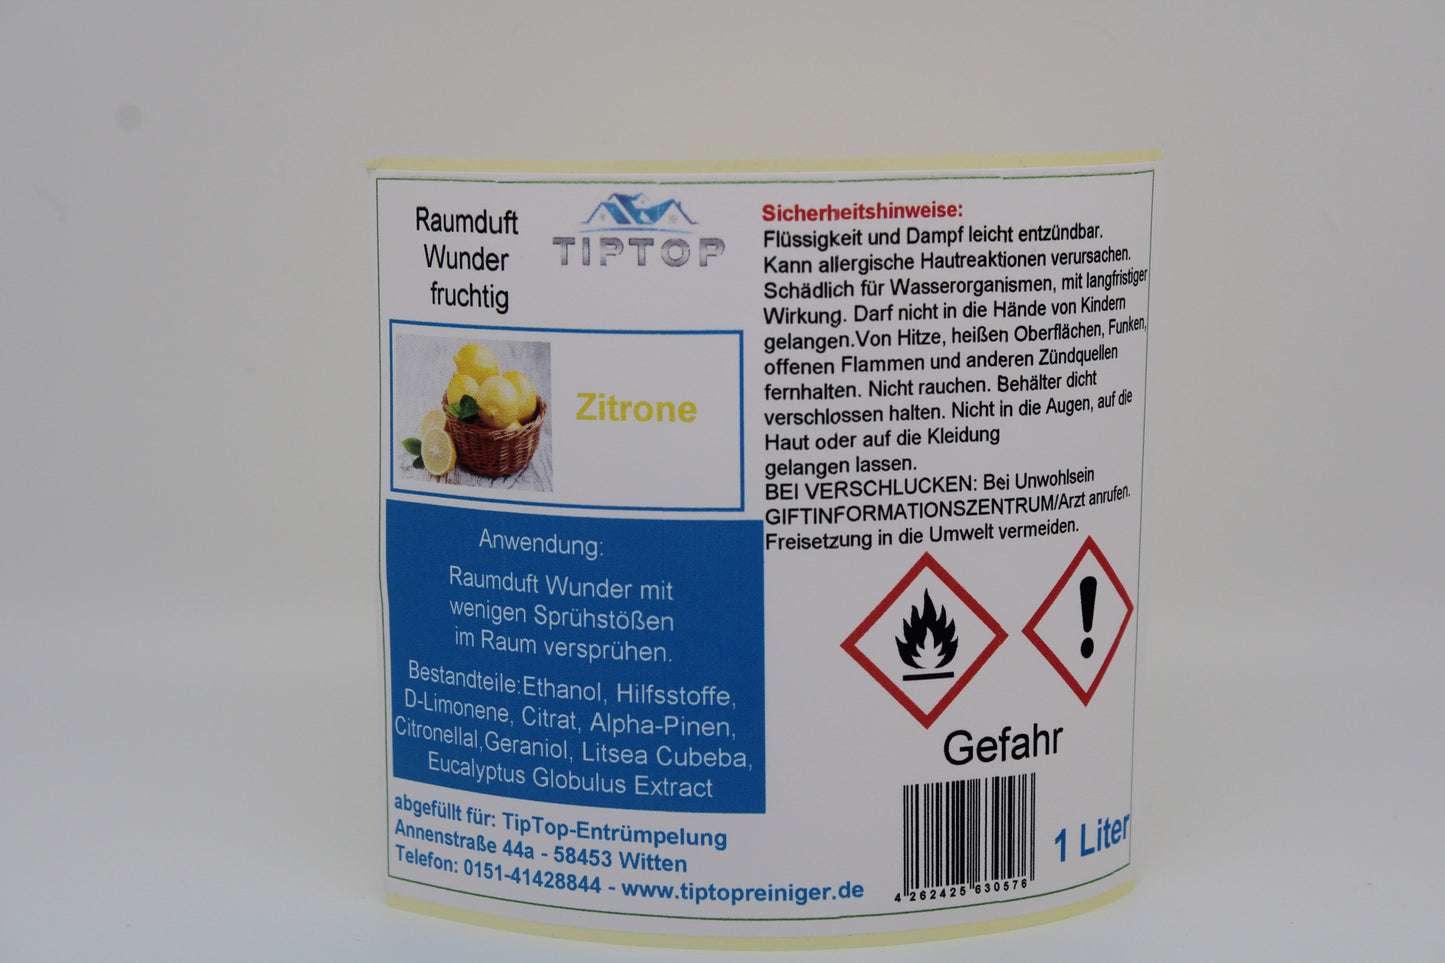 Raumduft
Wunder
fruchtig
TIPTOP
Zitrone
Anwendung:
Raumduft Wunder mit
wenigen Sprühstößen
im Raum versprühen.
Bestandteile:Ethanol, Hilfsstoffe,
D-Limonene, Citrat, Alpha-Pinen,
Citronellal,Geraniol, Litsea Cubeba,
Eucalyptus Globulus Extract
abgefüllt für: TipTop-Entrümpelung
Annenstraße 44a - 58453 Witten
Telefon: 0151-41428844 - www.tiptopreiniger.de
Sicherheitshinweise:
Flüssigkeit und Dampf leicht entzündbar.
Kann allergische Hautreaktionen verursachen.
Schädlich für Wasserorganismen, mit langfristiger
Wirkung. Darf nicht in die Hände von Kindern
gelangen.Von Hitze, heißen Oberflächen, Funken,
offenen Flammen und anderen Zündquellen
fernhalten. Nicht rauchen. Behälter dicht
verschlossen halten. Nicht in die Augen, auf die
Haut oder auf die Kleidung
gelangen lassen.
BEI VERSCHLUCKEN: Bei Unwohlsein
GIFTINFORMATIONSZENTRUM/Arzt anrufen.
Freisetzung in die Umwelt vermeiden.
Gefahr
4 262425 630576
1 Liter